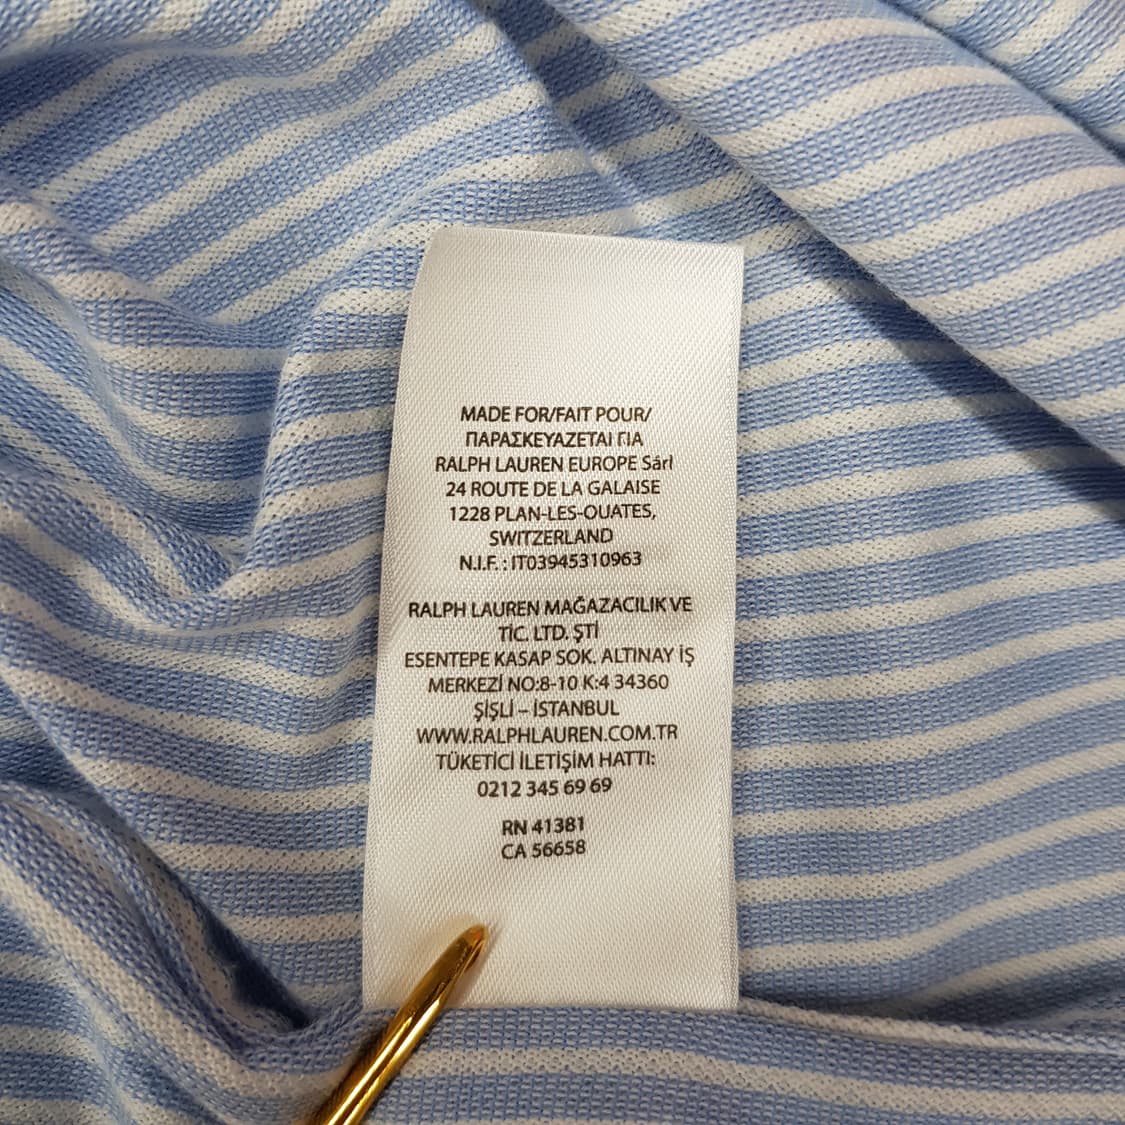 MADE FOR/FAIT POUR/
ΠΑΡΑΣΚΕΥΑΖΕΤΑΙ ΓΙΑ
RALPH LAUREN EUROPE Sárl
24 ROUTE DE LA GALAISE
1228 PLAN-LES-OUATES,
SWITZERLAND
N.I.F. : IT03945310963
RALPH LAUREN MAĞAZACILIK VE
TİC. LTD. ŞTİ
ESENTEPE KASAP SOK. ALTINAY İŞ
MERKEZİ NO:8-10 K:4 34360
ŞİŞLİ – İSTANBUL
WWW.RALPHLAUREN.COM.TR
TÜKETİCİ İLETİŞİM HATTI:
0212 345 69 69
RN 41381
CA 56658